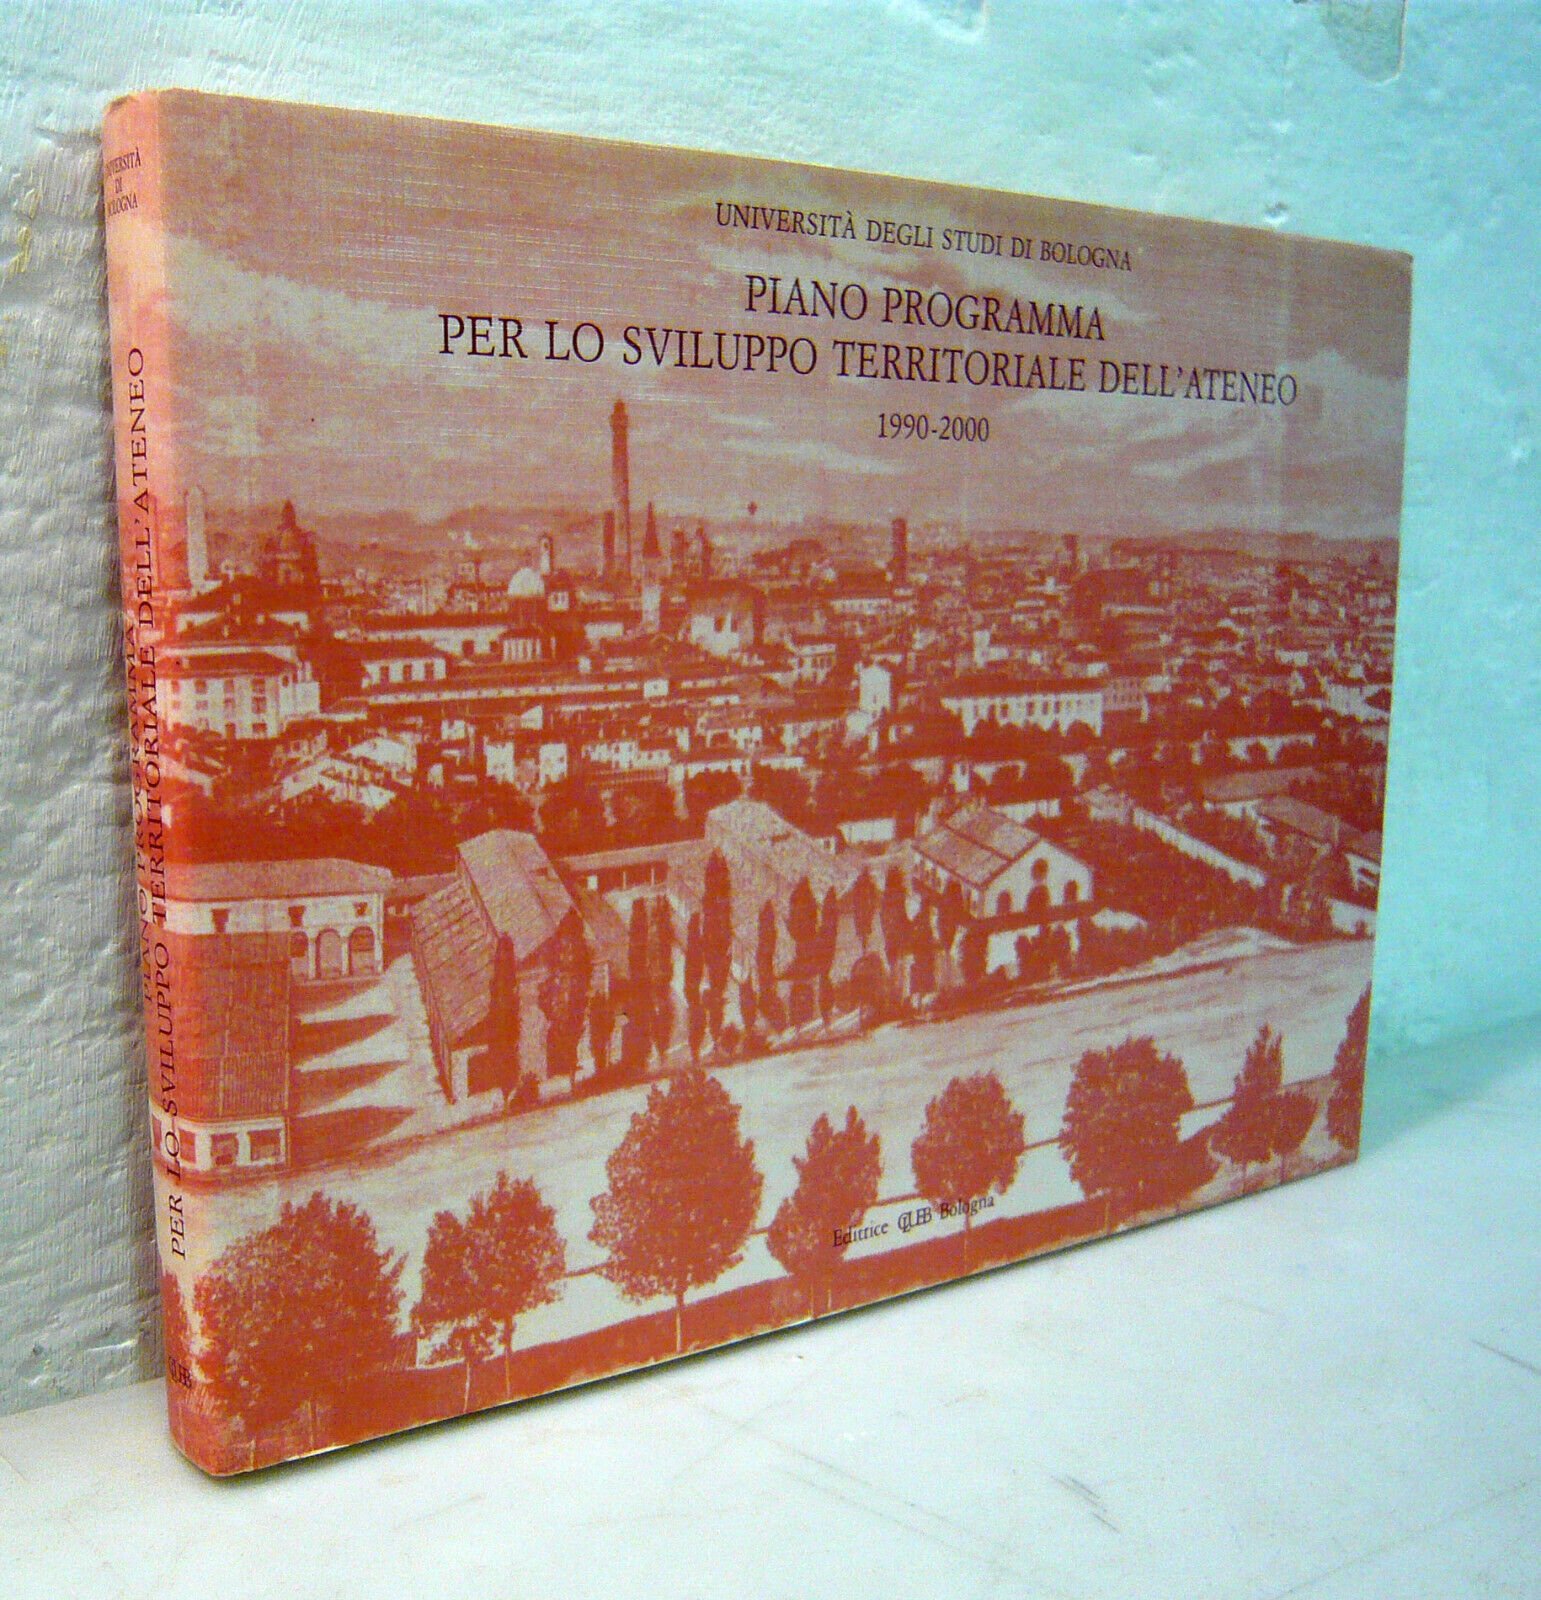 UNIVERSITÀ DEGLI STUDI DI BOLOGNA
PIANO PROGRAMMA
PER LO SVILUPPO TERRITORIALE DELL'ATENEO
1990-2000
Editrice CLUEB Bologna
UNIVERSITÀ
DI
BOLOGNA
PIANO PROGRAMMA
PER LO SVILUPPO TERRITORIALE DELL'ATENEO
CLUEB